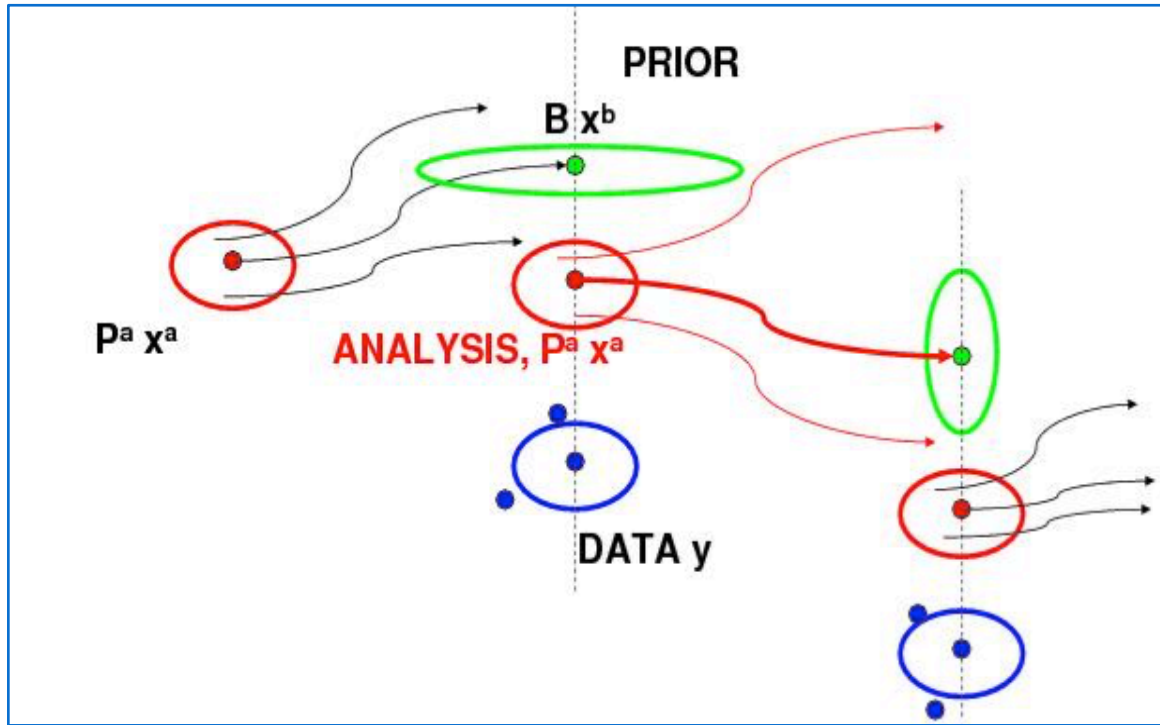 PRIOR
B xᵇ
Pᵃ xᵃ
ANALYSIS, Pᵃ xᵃ
DATA y